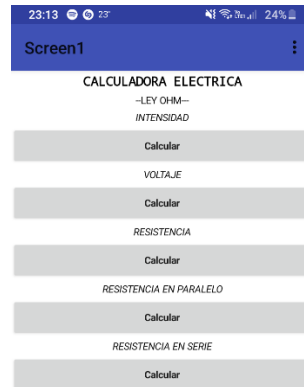 23:13 23° 24%
Screen1
CALCULADORA ELECTRICA
--LEY OHM--
INTENSIDAD
Calcular
VOLTAJE
Calcular
RESISTENCIA
Calcular
RESISTENCIA EN PARALELO
Calcular
RESISTENCIA EN SERIE
Calcular